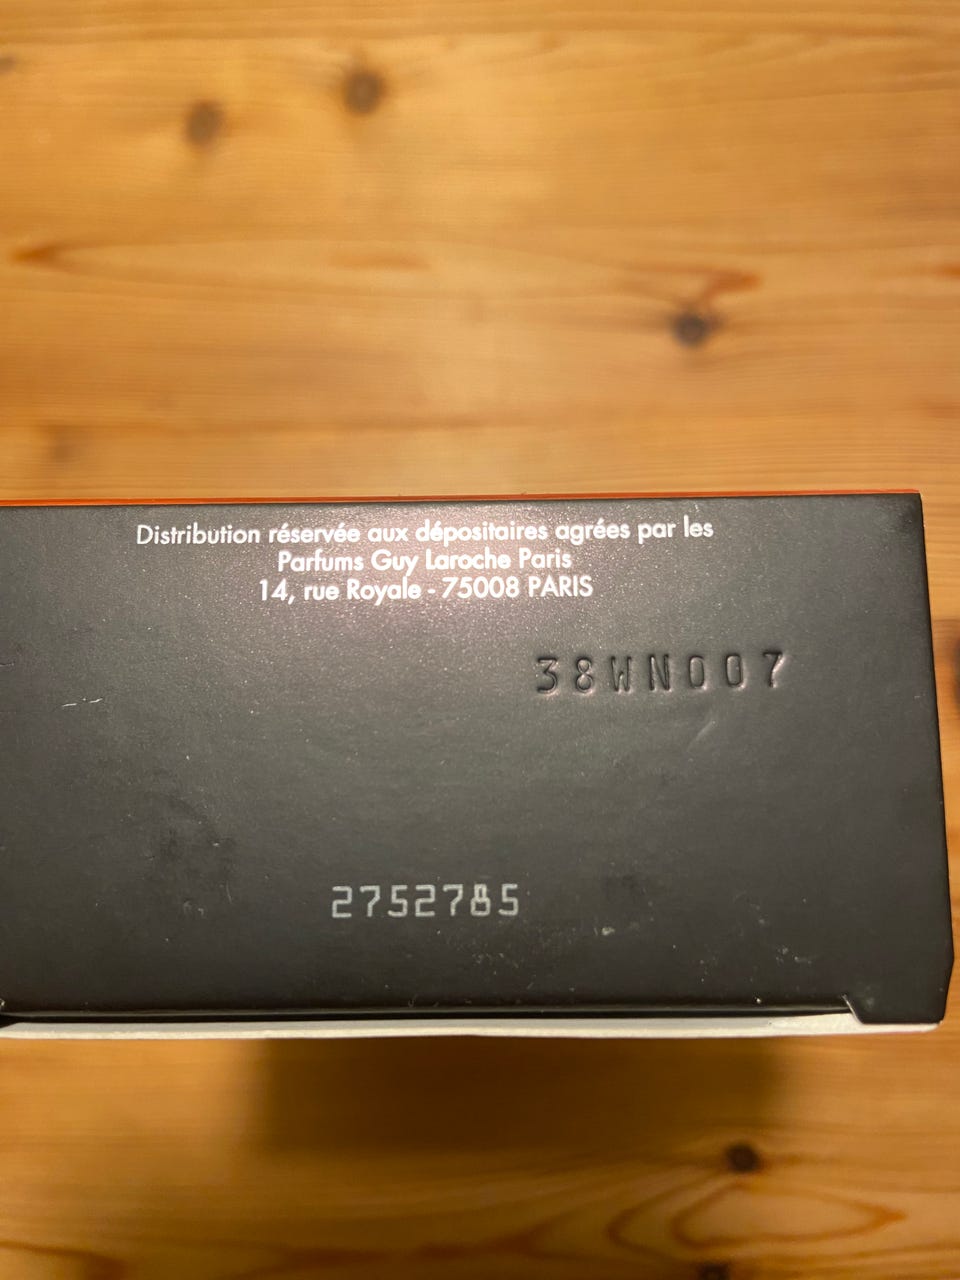 Distribution réservée aux dépositaires agrées par les
Parfums Guy Laroche Paris
14, rue Royale - 75008 PARIS
38WN007
2752785